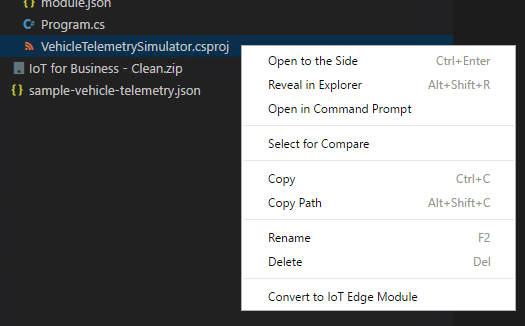 module.json
Program.cs
VehicleTelemetrySimulator.csproj
IoT for Business - Clean.zip
sample-vehicle-telemetry.json
Open to the Side Ctrl+Enter
Reveal in Explorer Alt+Shift+R
Open in Command Prompt
Select for Compare
Copy Ctrl+C
Copy Path Alt+Shift+C
Rename F2
Delete Del
Convert to IoT Edge Module